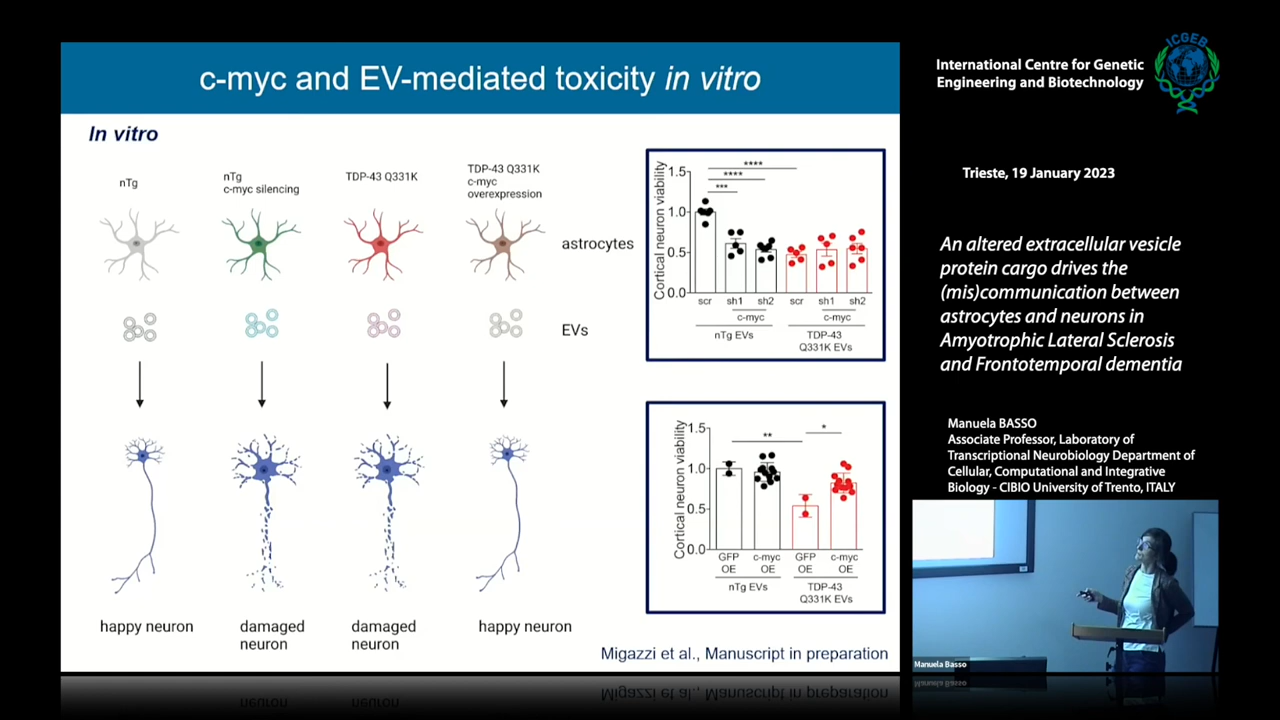 c-myc and EV-mediated toxicity in vitro
In vitro
nTg
nTg
c-myc silencing
TDP-43 Q331K
TDP-43 Q331K
c-myc
overexpression
astrocytes
EVs
happy neuron
damaged
neuron
damaged
neuron
happy neuron
Cortical neuron viability
1.5
1.0
0.5
0.0
****
****
***
scr
sh1
sh2
scr
sh1
sh2
c-myc
c-myc
nTg EVs
TDP-43
Q331K EVs
Cortical neuron viability
1.5
1.0
0.5
0.0
**
*
GFP
OE
c-myc
OE
GFP
OE
c-myc
OE
nTg EVs
TDP-43
Q331K EVs
Migazzi et al., Manuscript in preparation
International Centre for Genetic
Engineering and Biotechnology
ICGEB
Trieste, 19 January 2023
An altered extracellular vesicle
protein cargo drives the
(mis)communication between
astrocytes and neurons in
Amyotrophic Lateral Sclerosis
and Frontotemporal dementia
Manuela BASSO
Associate Professor, Laboratory of
Transcriptional Neurobiology Department of
Cellular, Computational and Integrative
Biology - CIBIO University of Trento, ITALY
Manuela Basso